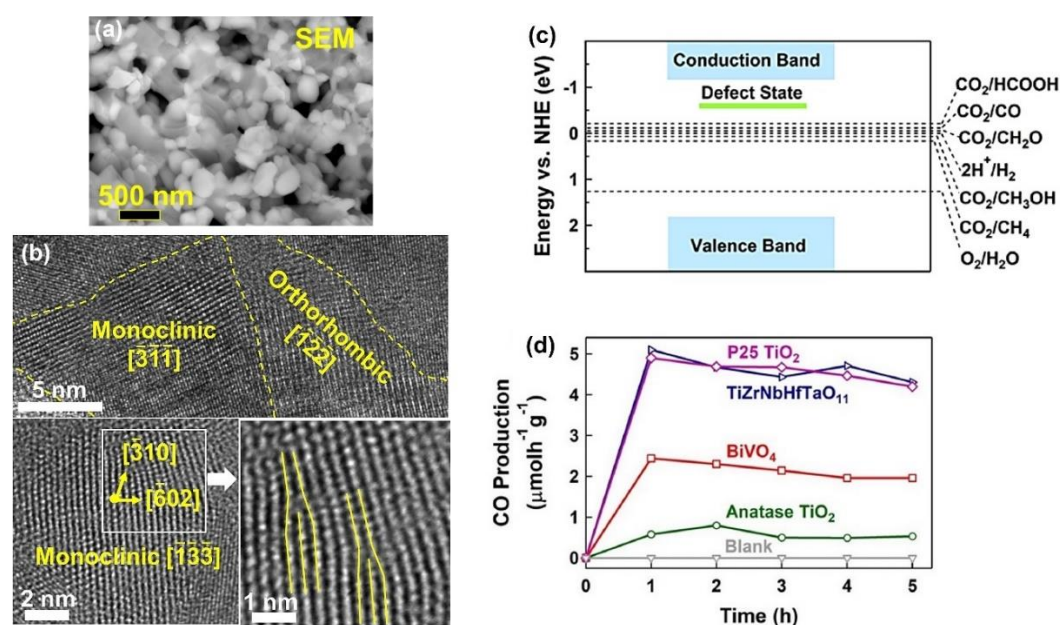 (a)
SEM
500 nm
(b)
Monoclinic
[3̅1̅1̅]
Orthorhombic
[1̅22]
5 nm
[3̅10]
[6̅02]
Monoclinic [1̅3̅3̅]
2 nm
1 nm
(c)
Energy vs. NHE (eV)
-1
0
1
2
Conduction Band
Defect State
Valence Band
CO₂/HCOOH
CO₂/CO
CO₂/CH₂O
2H⁺/H₂
CO₂/CH₃OH
CO₂/CH₄
O₂/H₂O
(d)
CO Production
(μmolh⁻¹g⁻¹)
5
4
3
2
1
0
P25 TiO₂
TiZrNbHfTaO₁₁
BiVO₄
Anatase TiO₂
Blank
0 1 2 3 4 5
Time (h)